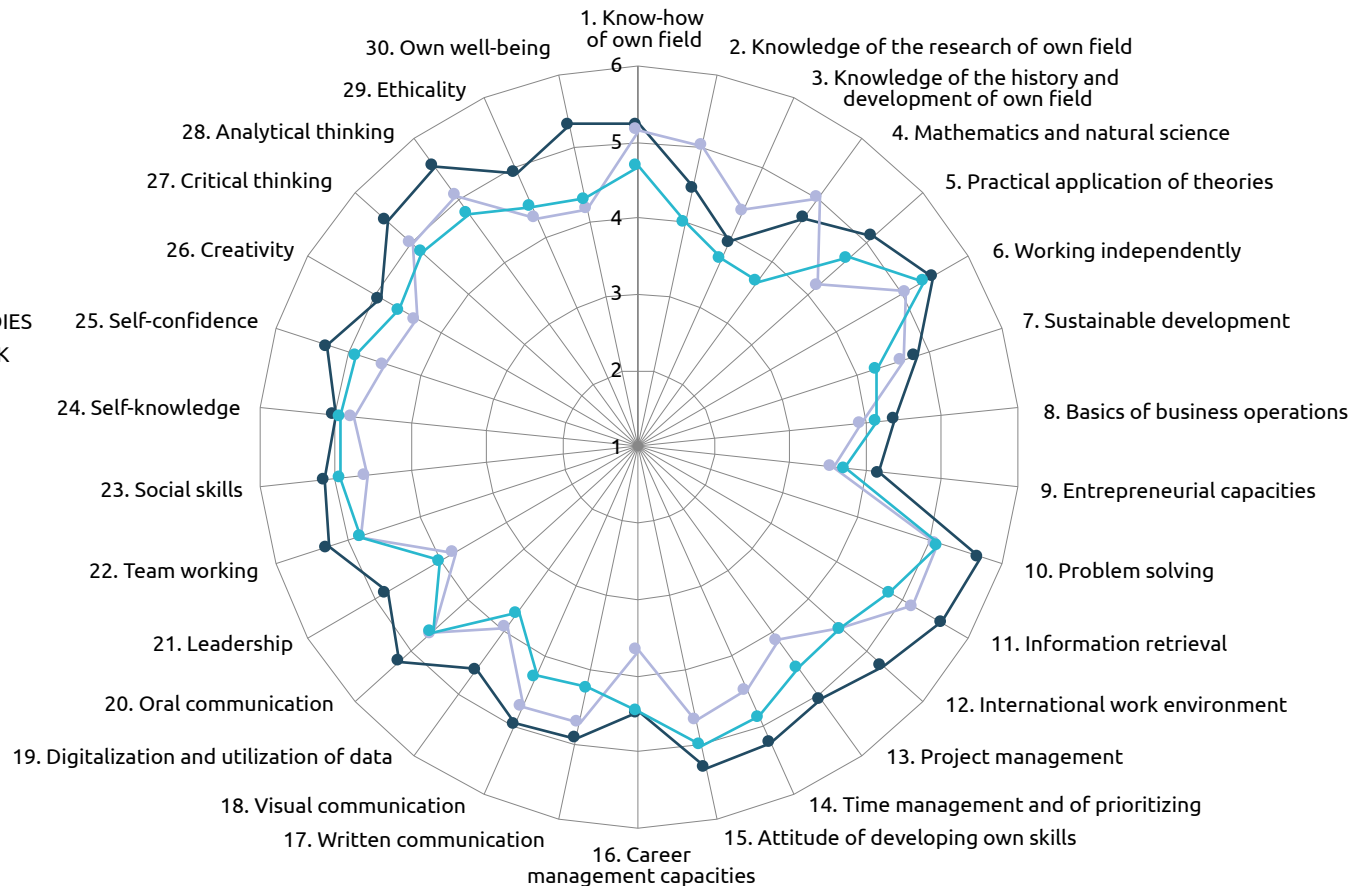 1. Know-how
of own field
2. Knowledge of the research of own field
3. Knowledge of the history and
development of own field
4. Mathematics and natural science
5. Practical application of theories
6. Working independently
7. Sustainable development
8. Basics of business operations
9. Entrepreneurial capacities
10. Problem solving
11. Information retrieval
12. International work environment
13. Project management
14. Time management and of prioritizing
15. Attitude of developing own skills
16. Career
management capacities
17. Written communication
18. Visual communication
19. Digitalization and utilization of data
20. Oral communication
21. Leadership
22. Team working
23. Social skills
24. Self-knowledge
25. Self-confidence
26. Creativity
27. Critical thinking
28. Analytical thinking
29. Ethicality
30. Own well-being
6
5
4
3
2
1
IES
K